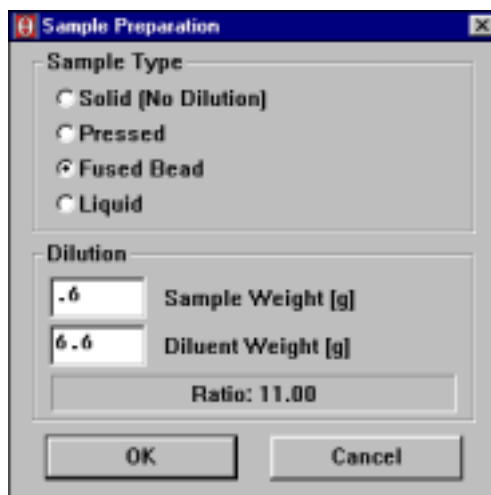 Sample Preparation
Sample Type
Solid (No Dilution)
Pressed
Fused Bead
Liquid
Dilution
.6 Sample Weight [g]
6.6 Diluent Weight [g]
Ratio: 11.00
OK Cancel